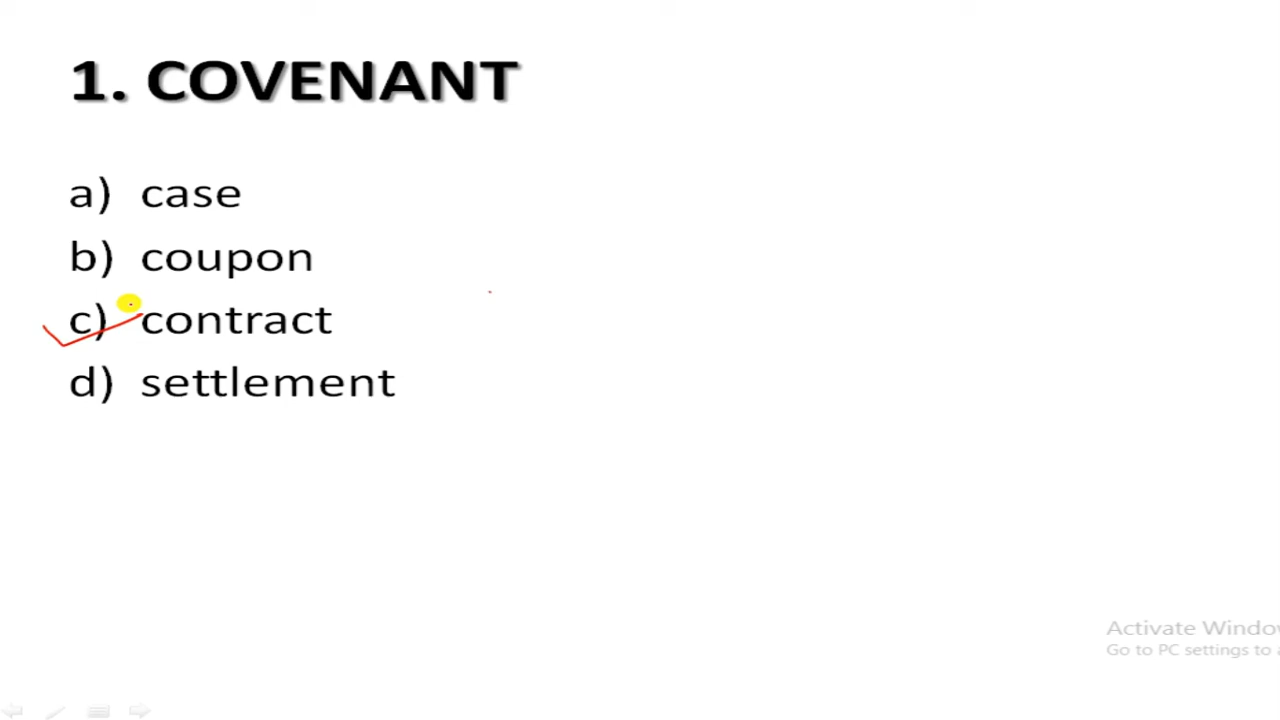 1. COVENANT
a) case
b) coupon
c) contract
d) settlement
Activate Windo
Go to PC settings to